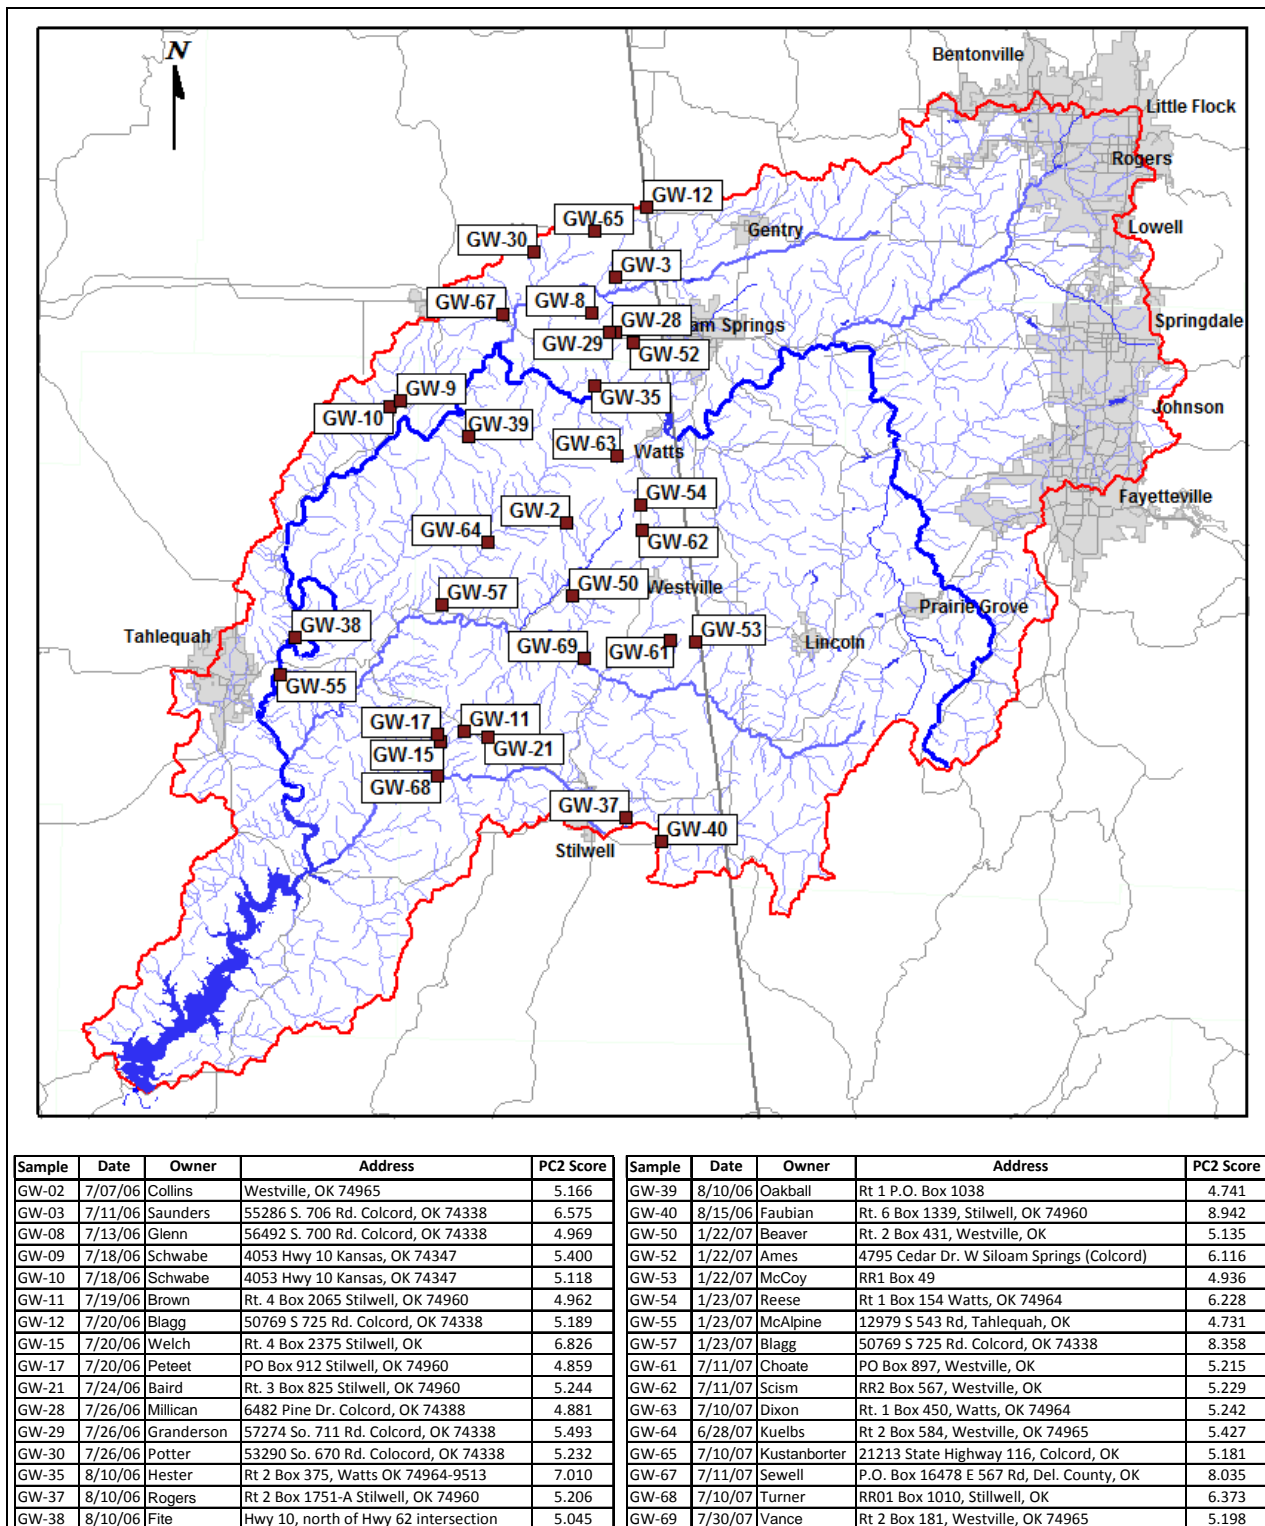 N
Bentonville
Little Flock
Rogers
GW-12
GW-65
Gentry
Lowell
GW-30
GW-3
GW-67
GW-8
GW-28
am Springs
Springdale
GW-29
GW-52
GW-9
GW-35
GW-10
Johnson
GW-39
GW-63
Watts
GW-54
Fayetteville
GW-2
GW-64
GW-62
GW-50
Westville
GW-57
Prairie Grove
Tahlequah
GW-38
GW-53
GW-69
GW-61
Lincoln
GW-55
GW-17
GW-11
GW-15
GW-21
GW-68
GW-37
GW-40
Stilwell
Sample Date Owner Address PC2 Score
GW-02 7/07/06 Collins Westville, OK 74965 5.166
GW-03 7/11/06 Saunders 55286 S. 706 Rd. Colcord, OK 74338 6.575
GW-08 7/13/06 Glenn 56492 S. 700 Rd. Colcord, OK 74338 4.969
GW-09 7/18/06 Schwabe 4053 Hwy 10 Kansas, OK 74347 5.400
GW-10 7/18/06 Schwabe 4053 Hwy 10 Kansas, OK 74347 5.118
GW-11 7/19/06 Brown Rt. 4 Box 2065 Stilwell, OK 74960 4.962
GW-12 7/20/06 Blagg 50769 S 725 Rd. Colcord, OK 74338 5.189
GW-15 7/20/06 Welch Rt. 4 Box 2375 Stilwell, OK 6.826
GW-17 7/20/06 Peteet PO Box 912 Stilwell, OK 74960 4.859
GW-21 7/24/06 Baird Rt. 3 Box 825 Stilwell, OK 74960 5.244
GW-28 7/26/06 Millican 6482 Pine Dr. Colcord, OK 74388 4.881
GW-29 7/26/06 Granderson 57274 So. 711 Rd. Colcord, OK 74338 5.493
GW-30 7/26/06 Potter 53290 So. 670 Rd. Colocord, OK 74338 5.232
GW-35 8/10/06 Hester Rt 2 Box 375, Watts OK 74964-9513 7.010
GW-37 8/10/06 Rogers Rt 2 Box 1751-A Stilwell, OK 74960 5.206
GW-38 8/10/06 Fite Hwy 10, north of Hwy 62 intersection 5.045
Sample Date Owner Address PC2 Score
GW-39 8/10/06 Oakball Rt 1 P.O. Box 1038 4.741
GW-40 8/15/06 Faubian Rt. 6 Box 1339, Stilwell, OK 74960 8.942
GW-50 1/22/07 Beaver Rt. 2 Box 431, Westville, OK 5.135
GW-52 1/22/07 Ames 4795 Cedar Dr. W Siloam Springs (Colcord) 6.116
GW-53 1/22/07 McCoy RR1 Box 49 4.936
GW-54 1/23/07 Reese Rt 1 Box 154 Watts, OK 74964 6.228
GW-55 1/23/07 McAlpine 12979 S 543 Rd, Tahlequah, OK 4.731
GW-57 1/23/07 Blagg 50769 S 725 Rd. Colcord, OK 74338 8.358
GW-61 7/11/07 Choate PO Box 897, Westville, OK 5.215
GW-62 7/11/07 Scism RR2 Box 567, Westville, OK 5.229
GW-63 7/10/07 Dixon Rt. 1 Box 450, Watts, OK 74964 5.242
GW-64 6/28/07 Kuelbs Rt 2 Box 584, Westville, OK 74965 5.427
GW-65 7/10/07 Kustanborter 21213 State Highway 116, Colcord, OK 5.181
GW-67 7/11/07 Sewell P.O. Box 16478 E 567 Rd, Del. County, OK 8.035
GW-68 7/10/07 Turner RR01 Box 1010, Stillwell, OK 6.373
GW-69 7/30/07 Vance Rt 2 Box 181, Westville, OK 74965 5.198